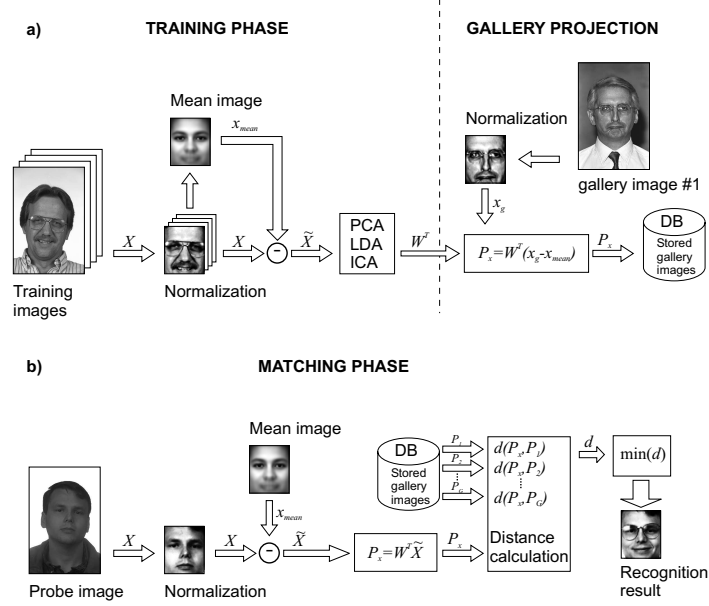 a)
TRAINING PHASE
GALLERY PROJECTION
Mean image
x_mean
Normalization
gallery image #1
x_g
X
X
X̃
PCA
LDA
ICA
W^T
P_x=W^T(x_g-x_mean)
P_x
DB
Stored
gallery
images
Training
images
Normalization
b)
MATCHING PHASE
Mean image
x_mean
DB
Stored
gallery
images
P_1
P_2
P_G
d(P_x,P_1)
d(P_x,P_2)
d(P_x,P_G)
Distance
calculation
d
min(d)
X
X
X̃
P_x=W^T X̃
P_x
Probe image
Normalization
Recognition
result